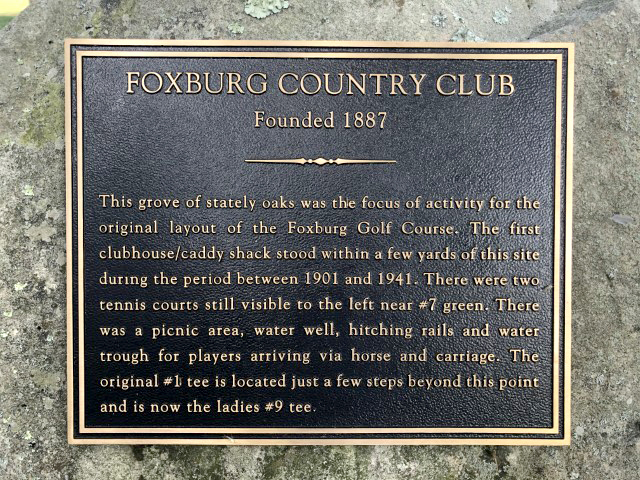 FOXBURG COUNTRY CLUB
Founded 1887
This grove of stately oaks was the focus of activity for the
original layout of the Foxburg Golf Course. The first
clubhouse/caddy shack stood within a few yards of this site
during the period between 1901 and 1941. There were two
tennis courts still visible to the left near #7 green. There
was a picnic area, water well, hitching rails and water
trough for players arriving via horse and carriage. The
original #1 tee is located just a few steps beyond this point
and is now the ladies #9 tee.